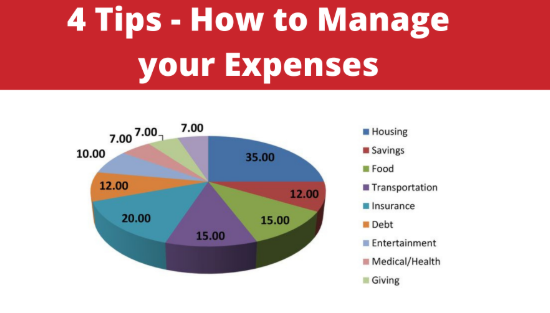 4 Tips - How to Manage
your Expenses
7.00
7.00
7.00
10.00
35.00
12.00
12.00
20.00
15.00
15.00
Housing
Savings
Food
Transportation
Insurance
Debt
Entertainment
Medical/Health
Giving